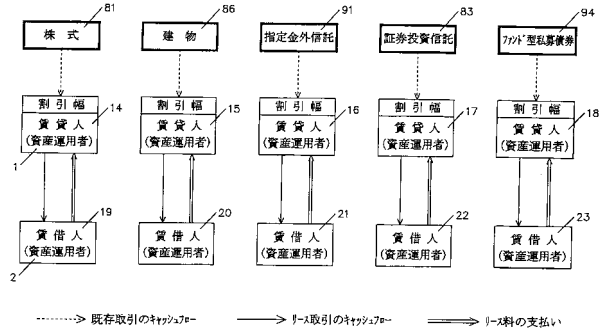 81
86
91
83
94
株 式
建 物
指定金外信託
証券投資信託
ファンド型私募債券
割 引 幅
賃 貸 人
(資産運用者)
14
1
割 引 幅
賃 貸 人
(資産運用者)
15
割 引 幅
賃 貸 人
(資産運用者)
16
割 引 幅
賃 貸 人
(資産運用者)
17
割 引 幅
賃 貸 人
(資産運用者)
18
賃 借 人
(資産運用者)
19
2
賃 借 人
(資産運用者)
20
賃 借 人
(資産運用者)
21
賃 借 人
(資産運用者)
22
賃 借 人
(資産運用者)
23
既存取引のキャッシュフロー
リース取引のキャッシュフロー
リース料の支払い